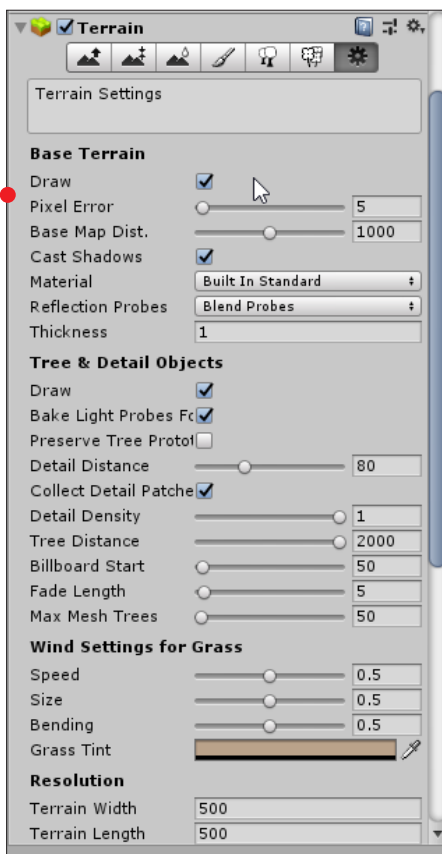 Terrain
Terrain Settings
Base Terrain
Draw
Pixel Error 5
Base Map Dist. 1000
Cast Shadows
Material Built In Standard
Reflection Probes Blend Probes
Thickness 1
Tree & Detail Objects
Draw
Bake Light Probes Fo
Preserve Tree Protot
Detail Distance 80
Collect Detail Patche
Detail Density 1
Tree Distance 2000
Billboard Start 50
Fade Length 5
Max Mesh Trees 50
Wind Settings for Grass
Speed 0.5
Size 0.5
Bending 0.5
Grass Tint
Resolution
Terrain Width 500
Terrain Length 500